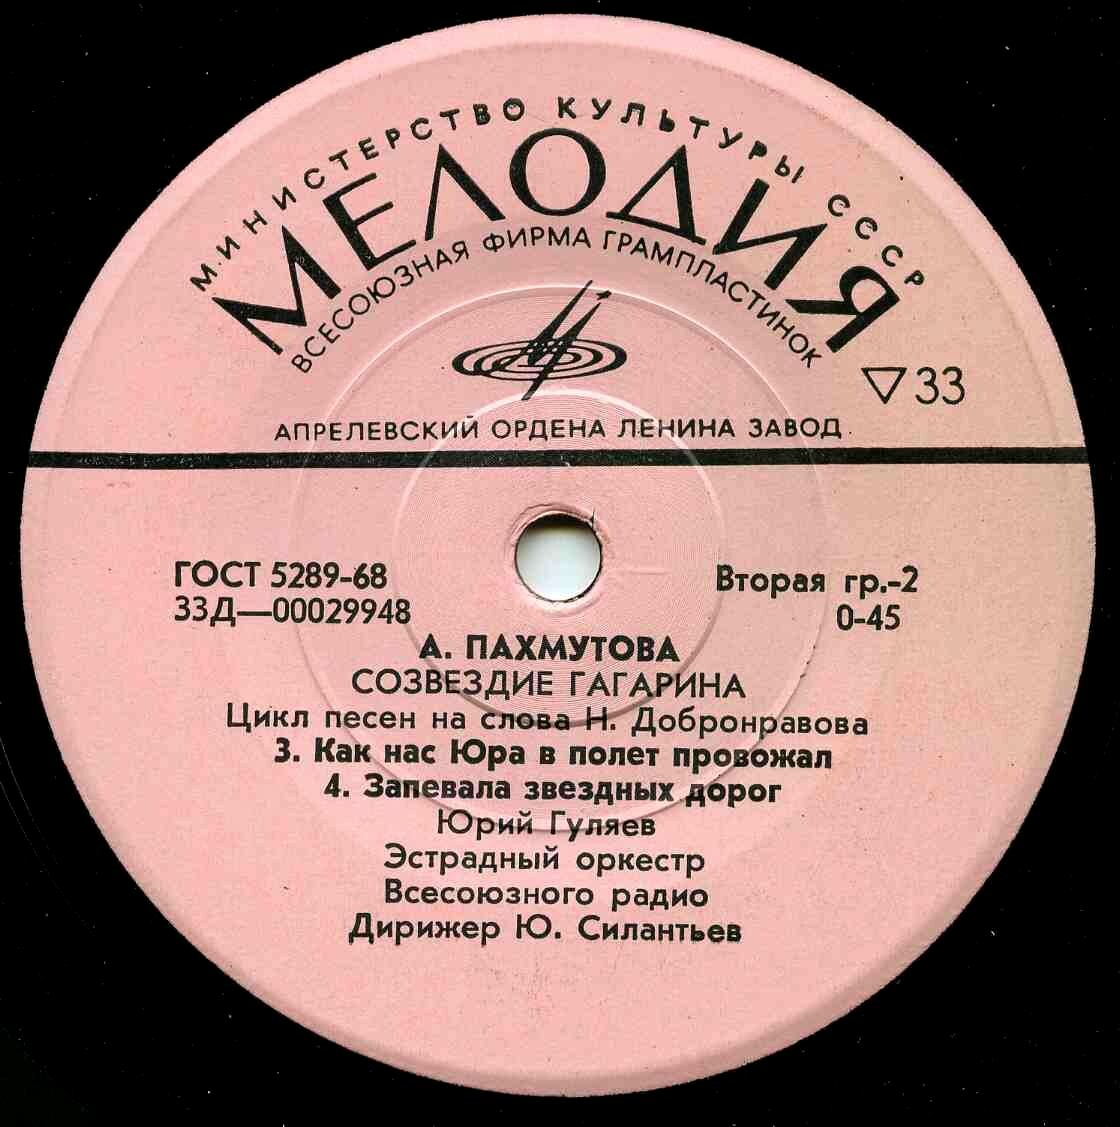 МИНИСТЕРСТВО КУЛЬТУРЫ СССР
МЕЛОДИЯ
ВСЕСОЮЗНАЯ ФИРМА ГРАМПЛАСТИНОК
33
АПРЕЛЕВСКИЙ ОРДЕНА ЛЕНИНА ЗАВОД
ГОСТ 5289-68
Вторая гр.-2
33Д—00029948
0-45
А. ПАХМУТОВА
СОЗВЕЗДИЕ ГАГАРИНА
Цикл песен на слова Н. Добронравова
3. Как нас Юра в полет провожал
4. Запевала звездных дорог
Юрий Гуляев
Эстрадный оркестр
Всесоюзного радио
Дирижер Ю. Силантьев